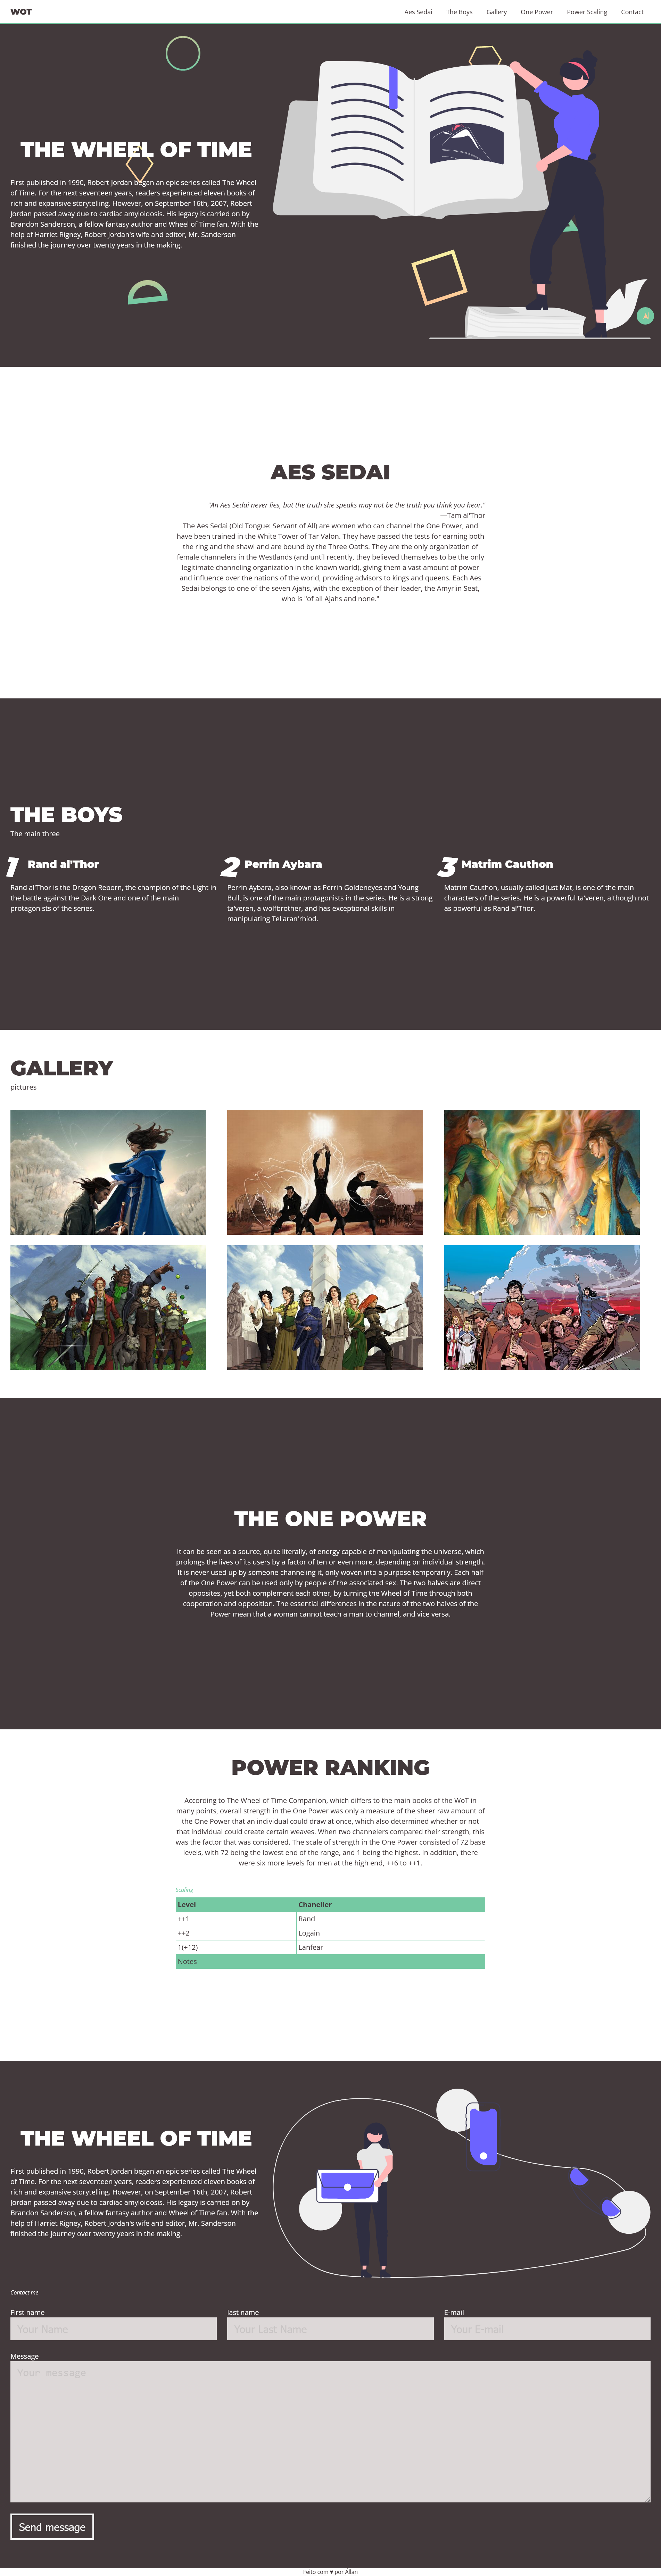 WOT
Aes Sedai
The Boys
Gallery
One Power
Power Scaling
Contact
THE WHEEL OF TIME
First published in 1990, Robert Jordan began an epic series called The Wheel
of Time. For the next seventeen years, readers experienced eleven books of
rich and expansive storytelling. However, on September 16th, 2007, Robert
Jordan passed away due to cardiac amyloidosis. His legacy is carried on by
Brandon Sanderson, a fellow fantasy author and Wheel of Time fan. With the
help of Harriet Rigney, Robert Jordan's wife and editor, Mr. Sanderson
finished the journey over twenty years in the making.
AES SEDAI
"An Aes Sedai never lies, but the truth she speaks may not be the truth you think you hear."
—Tam al'Thor
The Aes Sedai (Old Tongue: Servant of All) are women who can channel the One Power, and
have been trained in the White Tower of Tar Valon. They have passed the tests for earning both
the ring and the shawl and are bound by the Three Oaths. They are the only organization of
female channelers in the Westlands (and until recently, they believed themselves to be the only
legitimate channeling organization in the known world), giving them a vast amount of power
and influence over the nations of the world, providing advisors to kings and queens. Each Aes
Sedai belongs to one of the seven Ajahs, with the exception of their leader, the Amyrlin Seat,
who is "of all Ajahs and none."
THE BOYS
The main three
1 Rand al'Thor
Rand al'Thor is the Dragon Reborn, the champion of the Light in
the battle against the Dark One and one of the main
protagonists of the series.
2 Perrin Aybara
Perrin Aybara, also known as Perrin Goldeneyes and Young
Bull, is one of the main protagonists in the series. He is a strong
ta'veren, a wolfbrother, and has exceptional skills in
manipulating Tel'aran'rhiod.
3 Matrim Cauthon
Matrim Cauthon, usually called just Mat, is one of the main
characters of the series. He is a powerful ta'veren, although not
as powerful as Rand al'Thor.
GALLERY
pictures
THE ONE POWER
It can be seen as a source, quite literally, of energy capable of manipulating the universe, which
prolongs the lives of its users by a factor of ten or even more, depending on individual strength.
It is never used up by someone channeling it, only woven into a purpose temporarily. Each half
of the One Power can be used only by people of the associated sex. The two halves are direct
opposites, yet both complement each other, by turning the Wheel of Time through both
cooperation and opposition. The essential differences in the nature of the two halves of the
Power mean that a woman cannot teach a man to channel, and vice versa.
POWER RANKING
According to The Wheel of Time Companion, which differs to the main books of the WoT in
many points, overall strength in the One Power was only a measure of the sheer raw amount of
the One Power that an individual could draw at once, which also determined whether or not
that individual could create certain weaves. When two channelers compared their strength, this
was the factor that was considered. The scale of strength in the One Power consisted of 72 base
levels, with 72 being the lowest end of the range, and 1 being the highest. In addition, there
were six more levels for men at the high end, ++6 to ++1.
Scaling
Level Chaneller
++1 Rand
++2 Logain
1(+12) Lanfear
Notes
THE WHEEL OF TIME
First published in 1990, Robert Jordan began an epic series called The Wheel
of Time. For the next seventeen years, readers experienced eleven books of
rich and expansive storytelling. However, on September 16th, 2007, Robert
Jordan passed away due to cardiac amyloidosis. His legacy is carried on by
Brandon Sanderson, a fellow fantasy author and Wheel of Time fan. With the
help of Harriet Rigney, Robert Jordan's wife and editor, Mr. Sanderson
finished the journey over twenty years in the making.
Contact me
First name
Your Name
last name
Your Last Name
E-mail
Your E-mail
Message
Your message
Send message
Feito com ♥ por Állan